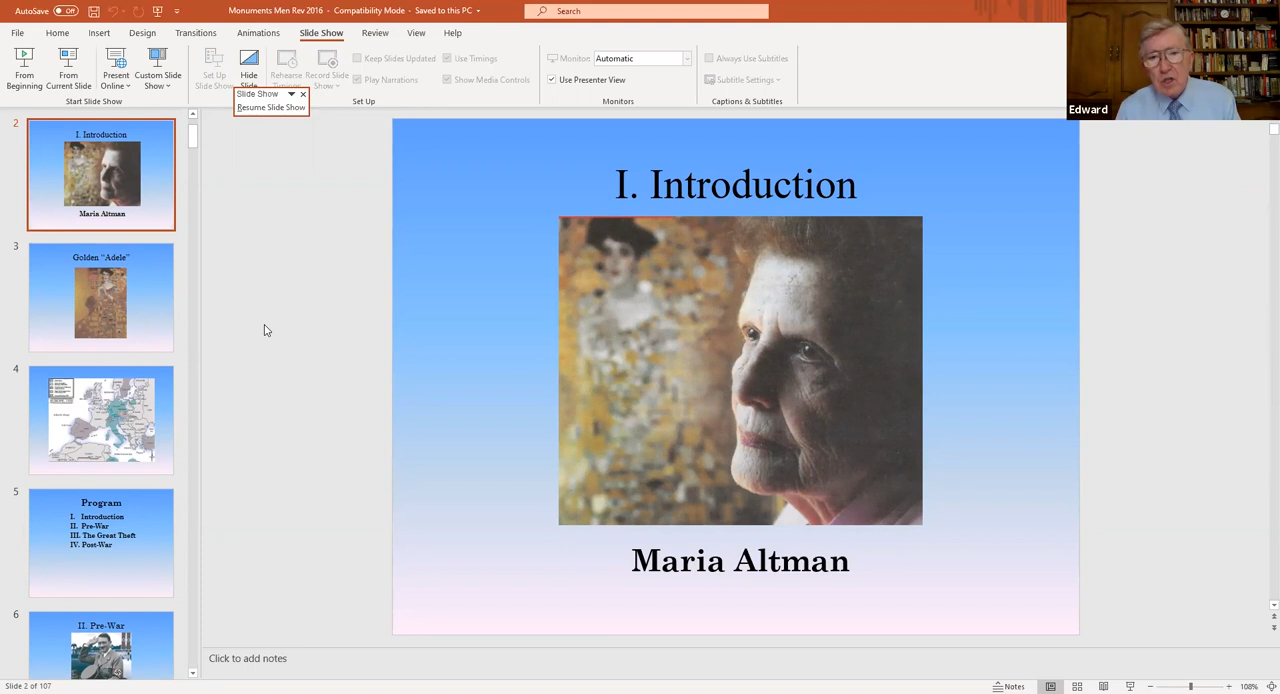 AutoSave Off
Monuments Men Rev 2016 - Compatibility Mode - Saved to this PC
Search
File Home Insert Design Transitions Animations Slide Show Review View Help
From Beginning
From Current Slide
Present Online
Custom Slide Show
Start Slide Show
Set Up Slide Show
Hide Slide
Rehearse
Record Slide Show
Keep Slides Updated
Play Narrations
Use Timings
Show Media Controls
Set Up
Monitor Automatic
Use Presenter View
Monitors
Always Use Subtitles
Subtitle Settings
Captions & Subtitles
Slide Show
Resume Slide Show
Edward
2
I. Introduction
Maria Altman
3
Golden “Adele”
4
5
Program
I. Introduction
II. Pre-War
III. The Great Theft
IV. Post-War
6
II. Pre-War
I. Introduction
Maria Altman
Click to add notes
Slide 2 of 107
Notes
108%